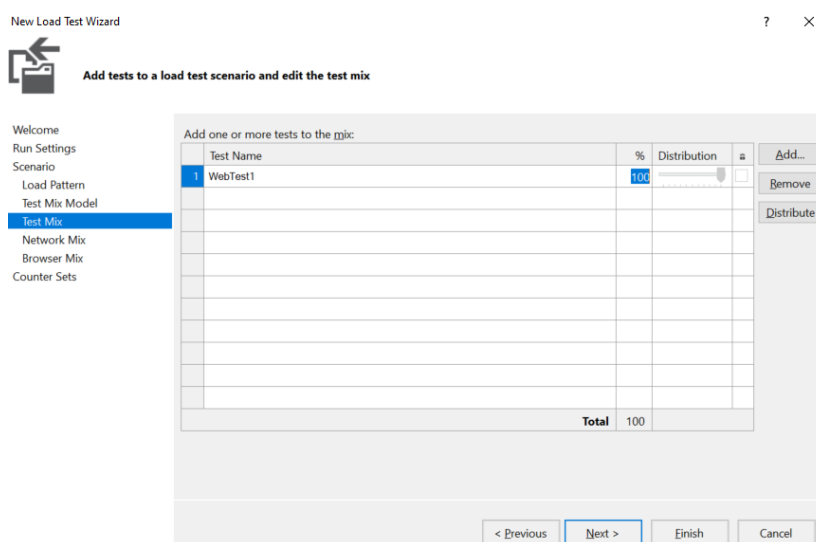 New Load Test Wizard
?
Add tests to a load test scenario and edit the test mix
Welcome
Run Settings
Scenario
Load Pattern
Test Mix Model
Test Mix
Network Mix
Browser Mix
Counter Sets
Add one or more tests to the mix:
Test Name % Distribution
1 WebTest1 100
Total 100
Add...
Remove
Distribute
< Previous Next > Finish Cancel